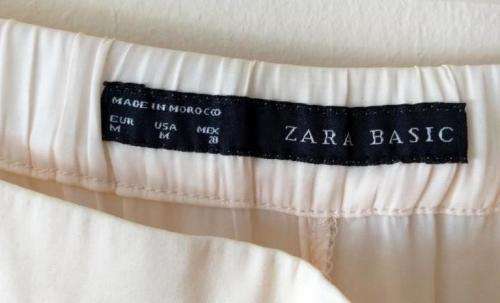 MADE IN MOROCCO
EUR USA MEX
M M 28
ZARA BASIC